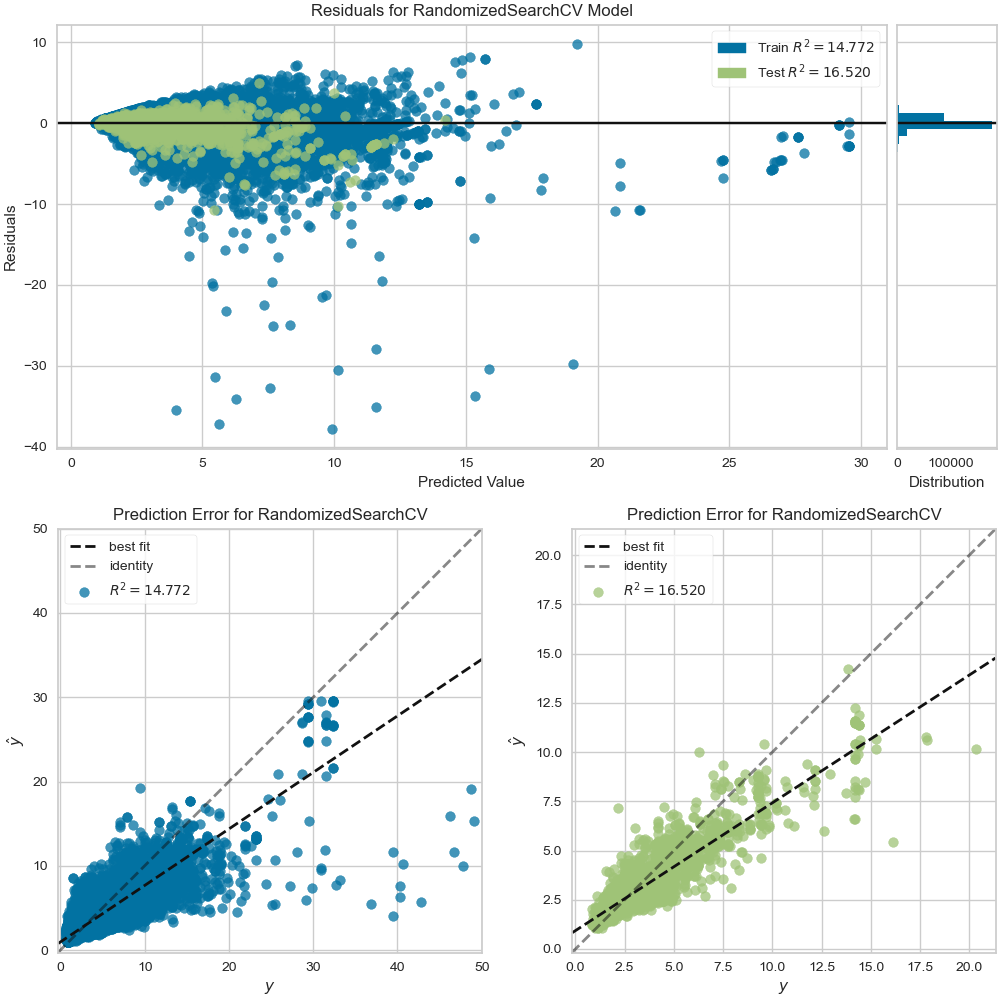 Residuals for RandomizedSearchCV Model
Train R² = 14.772
Test R² = 16.520
10
0
−10
−20
−30
−40
Residuals
0 5 10 15 20 25 30
Predicted Value
0 100000
Distribution
Prediction Error for RandomizedSearchCV
best fit
identity
R² = 14.772
50
40
30
20
10
0
ŷ
0 10 20 30 40 50
y
Prediction Error for RandomizedSearchCV
best fit
identity
R² = 16.520
20.0
17.5
15.0
12.5
10.0
7.5
5.0
2.5
0.0
ŷ
0.0 2.5 5.0 7.5 10.0 12.5 15.0 17.5 20.0
y